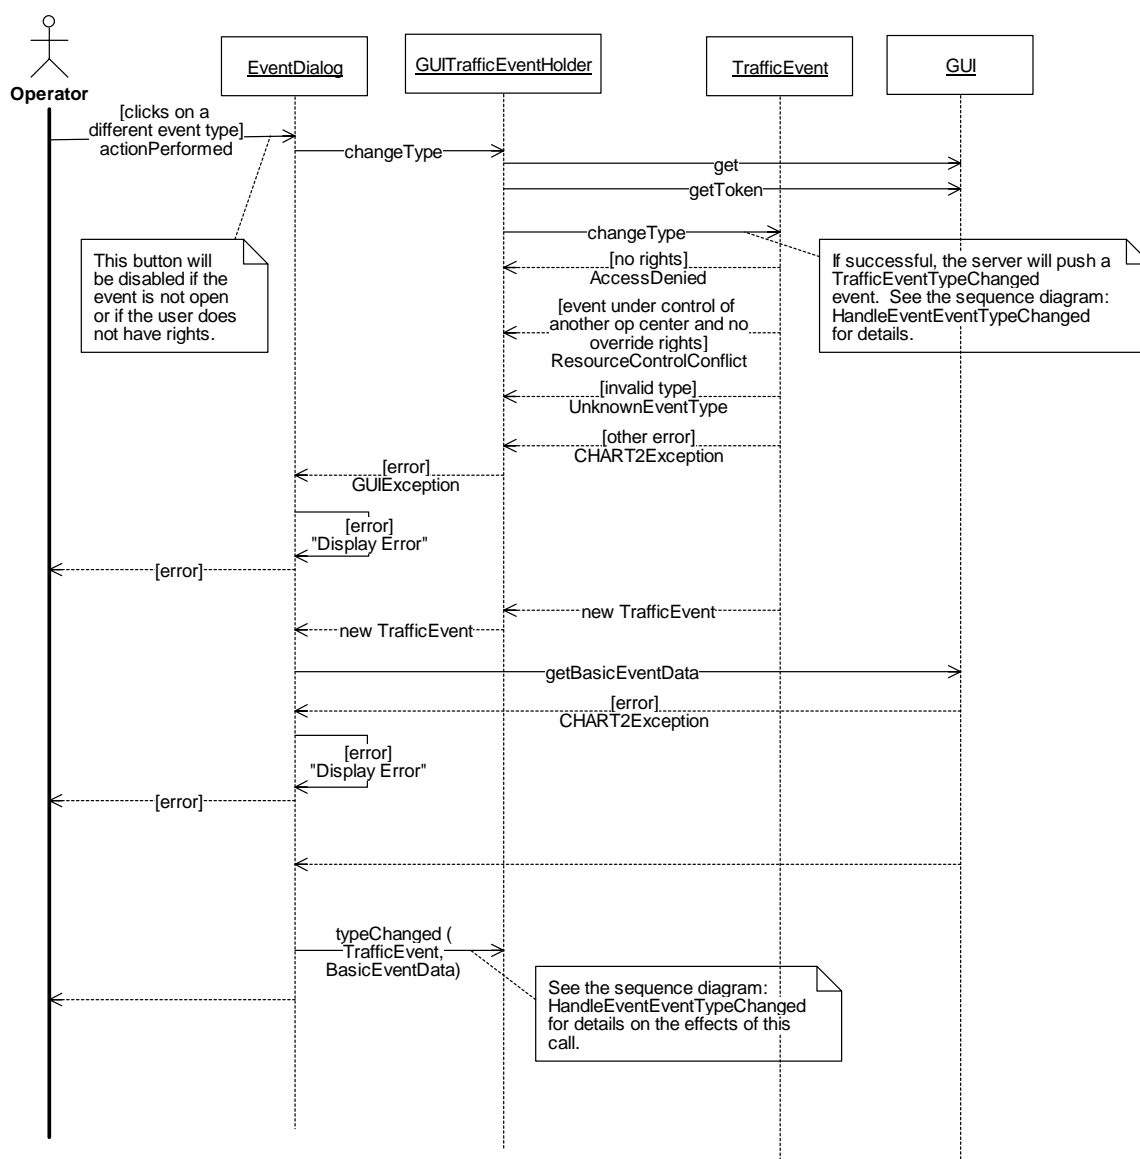 EventDialog
GUITrafficEventHolder
TrafficEvent
GUI
Operator
[clicks on a
different event type]
actionPerformed
changeType
get
getToken
changeType
This button will
be disabled if the
event is not open
or if the user does
not have rights.
If successful, the server will push a
TrafficEventTypeChanged
event.  See the sequence diagram:
HandleEventEventTypeChanged
for details.
[no rights]
AccessDenied
[event under control of
another op center and no
override rights]
ResourceControlConflict
[invalid type]
UnknownEventType
[other error]
CHART2Exception
[error]
GUIException
[error]
"Display Error"
[error]
new TrafficEvent
new TrafficEvent
getBasicEventData
[error]
CHART2Exception
[error]
"Display Error"
[error]
typeChanged (
TrafficEvent,
BasicEventData)
See the sequence diagram:
HandleEventEventTypeChanged
for details on the effects of this
call.